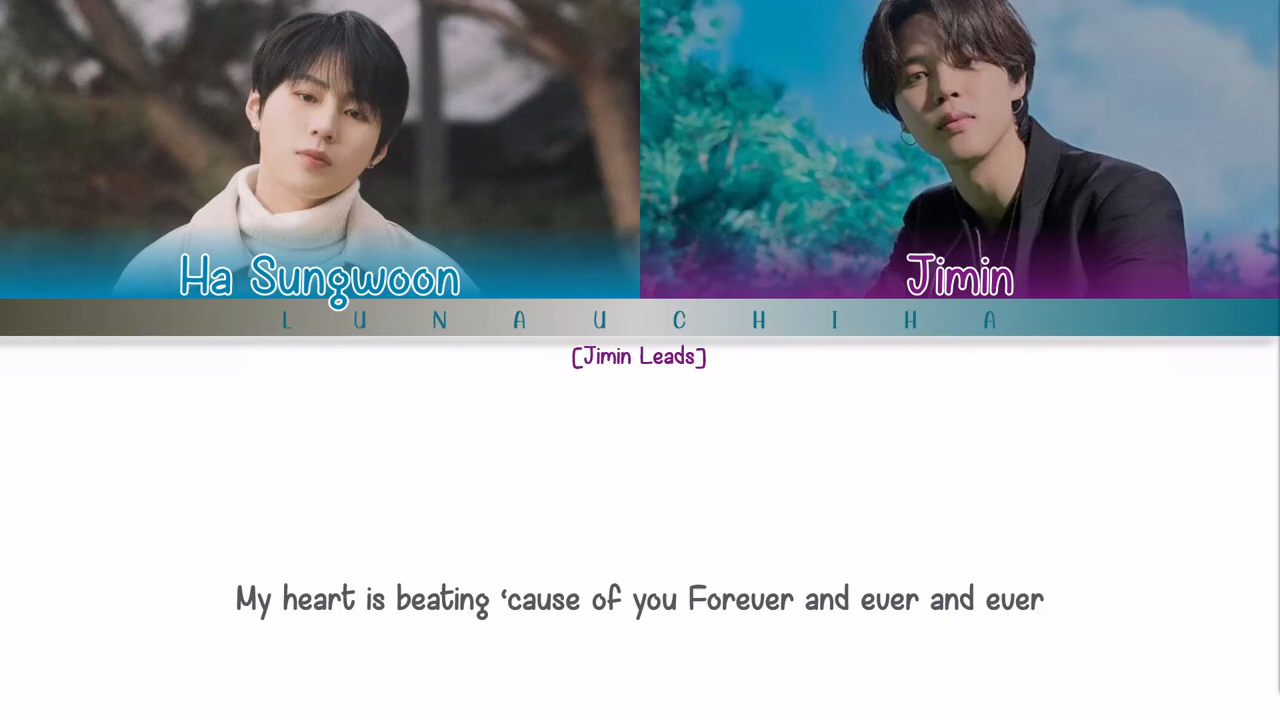 Ha Sungwoon
Jimin
L U N A U C H I H A
[Jimin Leads]
My heart is beating ‘cause of you Forever and ever and ever